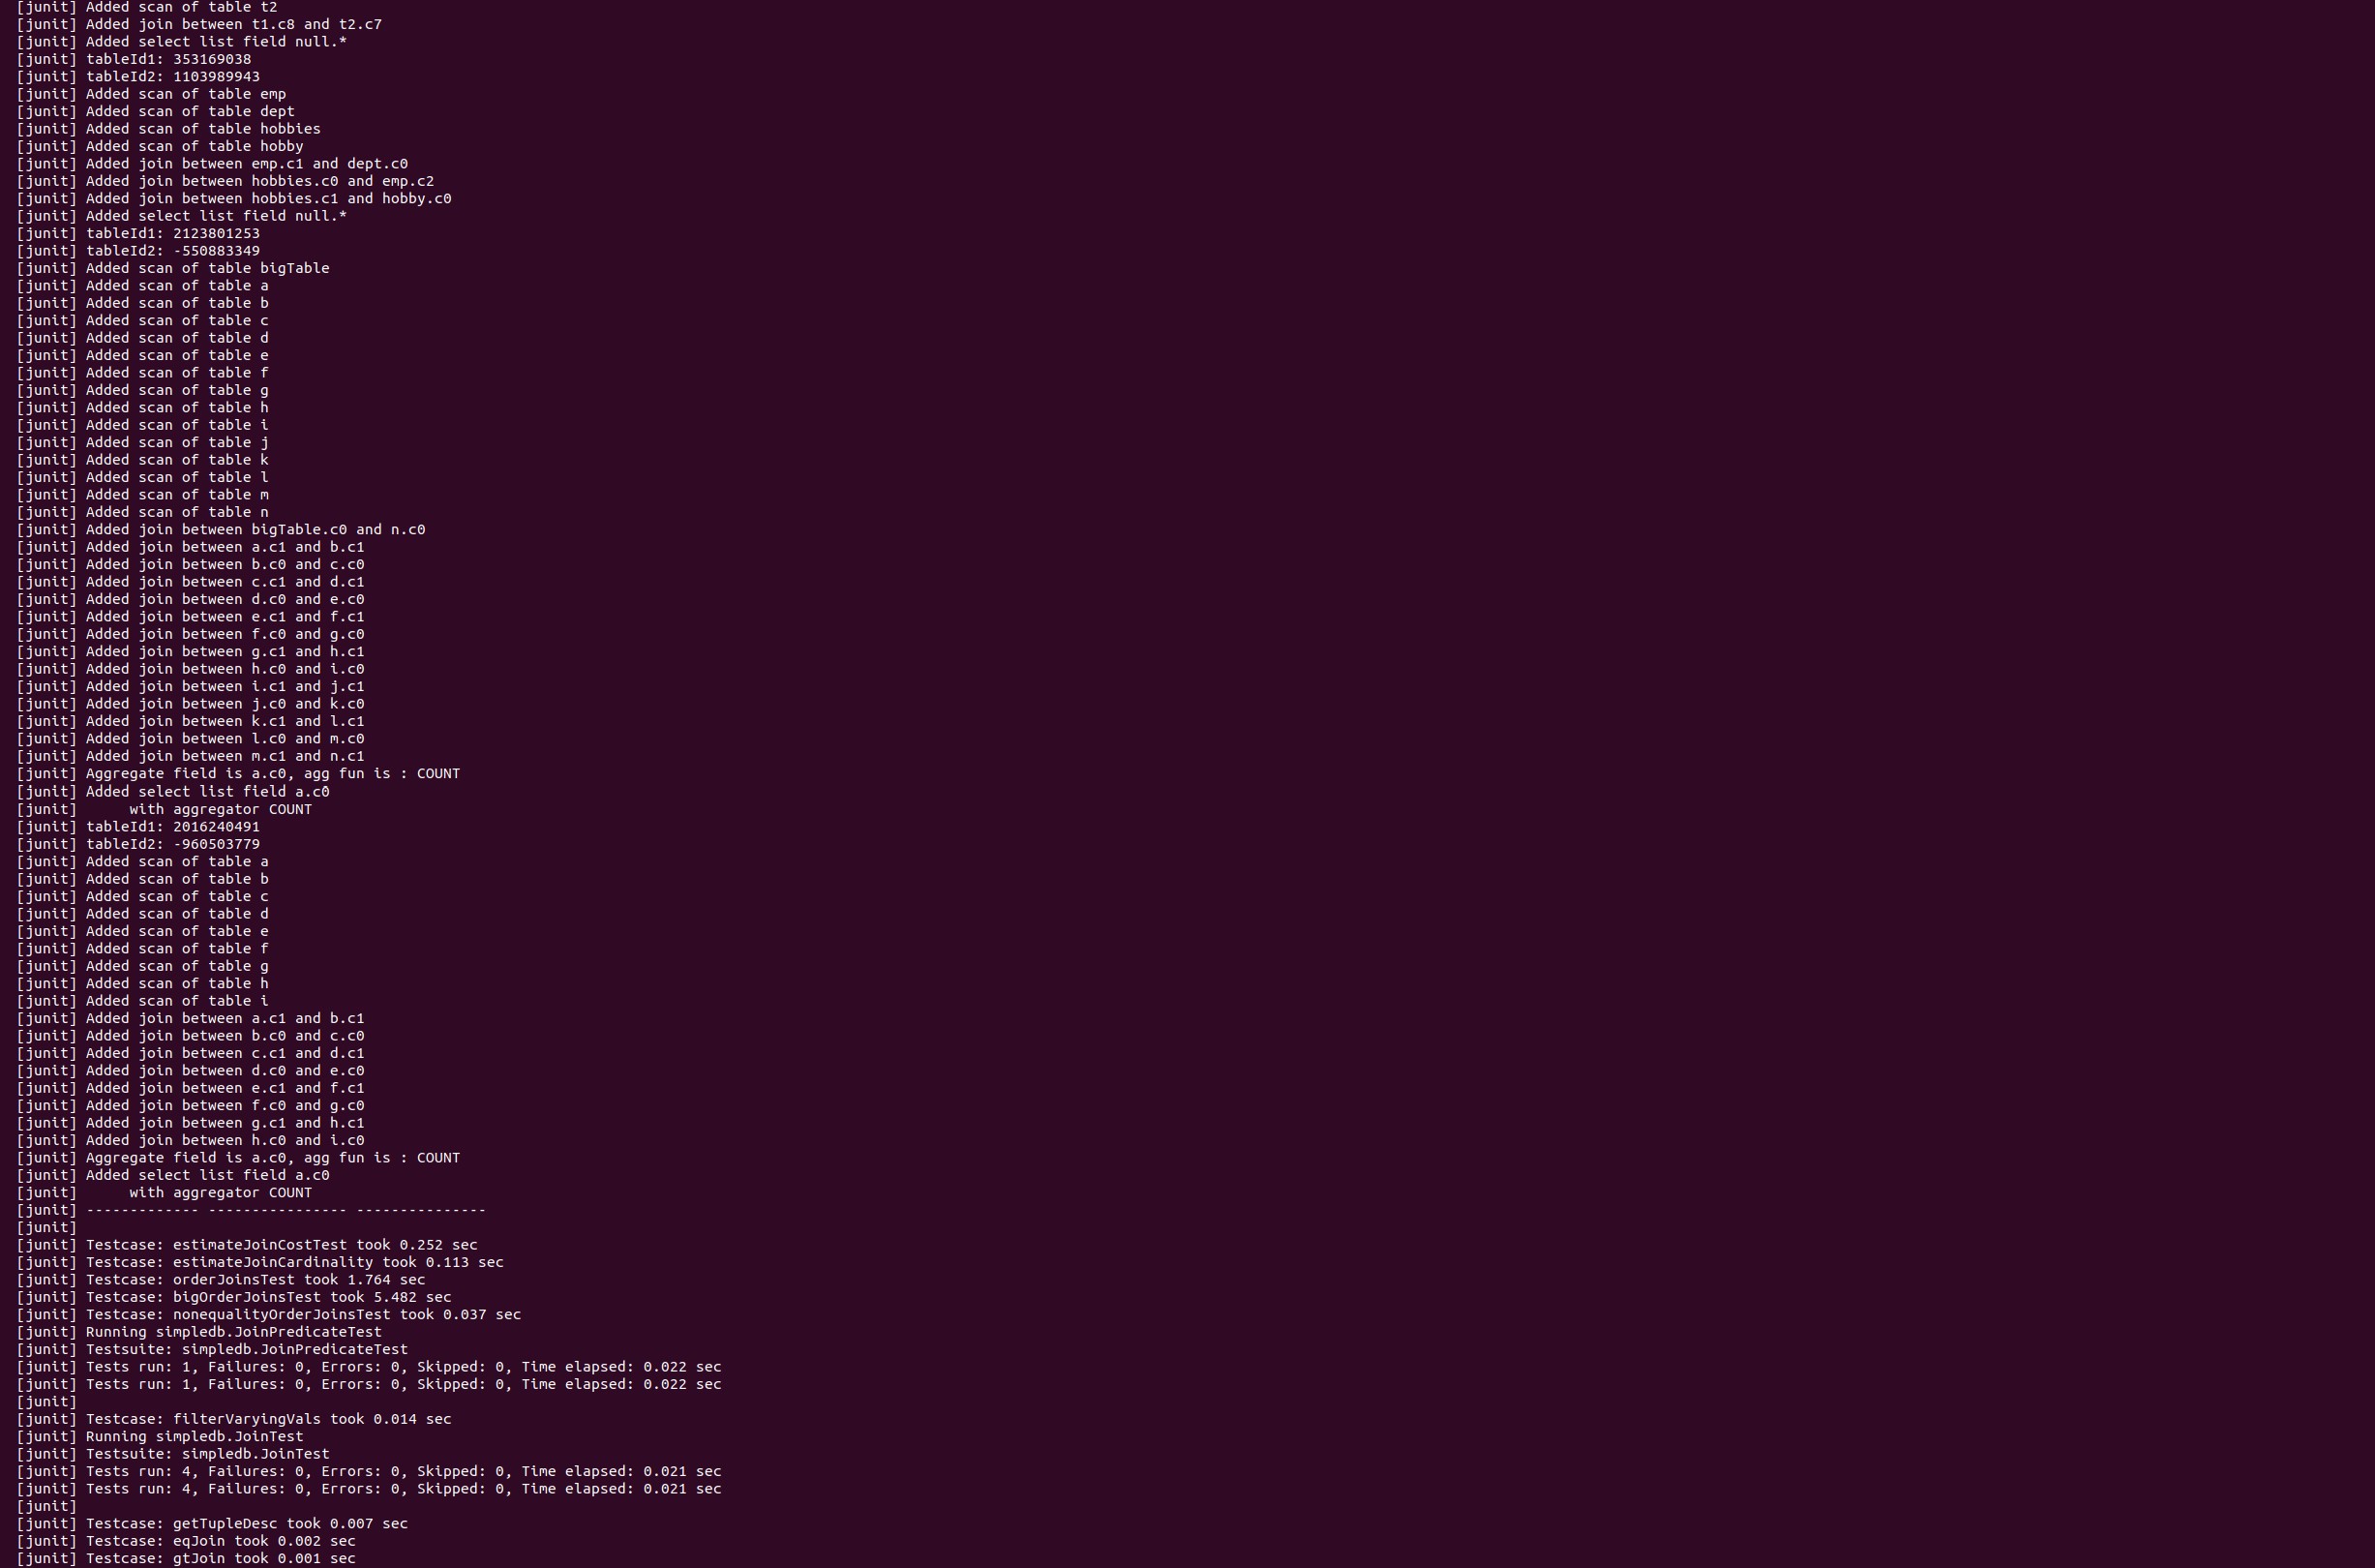 [junit] Added scan of table t2
[junit] Added join between t1.c8 and t2.c7
[junit] Added select list field null.*
[junit] tableId1: 353169038
[junit] tableId2: 1103989943
[junit] Added scan of table emp
[junit] Added scan of table dept
[junit] Added scan of table hobbies
[junit] Added scan of table hobby
[junit] Added join between emp.c1 and dept.c0
[junit] Added join between hobbies.c0 and emp.c2
[junit] Added join between hobbies.c1 and hobby.c0
[junit] Added select list field null.*
[junit] tableId1: 2123801253
[junit] tableId2: -550883349
[junit] Added scan of table bigTable
[junit] Added scan of table a
[junit] Added scan of table b
[junit] Added scan of table c
[junit] Added scan of table d
[junit] Added scan of table e
[junit] Added scan of table f
[junit] Added scan of table g
[junit] Added scan of table h
[junit] Added scan of table i
[junit] Added scan of table j
[junit] Added scan of table k
[junit] Added scan of table l
[junit] Added scan of table m
[junit] Added scan of table n
[junit] Added join between bigTable.c0 and n.c0
[junit] Added join between a.c1 and b.c1
[junit] Added join between b.c0 and c.c0
[junit] Added join between c.c1 and d.c1
[junit] Added join between d.c0 and e.c0
[junit] Added join between e.c1 and f.c1
[junit] Added join between f.c0 and g.c0
[junit] Added join between g.c1 and h.c1
[junit] Added join between h.c0 and i.c0
[junit] Added join between i.c1 and j.c1
[junit] Added join between j.c0 and k.c0
[junit] Added join between k.c1 and l.c1
[junit] Added join between l.c0 and m.c0
[junit] Added join between m.c1 and n.c1
[junit] Aggregate field is a.c0, agg fun is : COUNT
[junit] Added select list field a.c0
[junit]      with aggregator COUNT
[junit] tableId1: 2016240491
[junit] tableId2: -960503779
[junit] Added scan of table a
[junit] Added scan of table b
[junit] Added scan of table c
[junit] Added scan of table d
[junit] Added scan of table e
[junit] Added scan of table f
[junit] Added scan of table g
[junit] Added scan of table h
[junit] Added scan of table i
[junit] Added join between a.c1 and b.c1
[junit] Added join between b.c0 and c.c0
[junit] Added join between c.c1 and d.c1
[junit] Added join between d.c0 and e.c0
[junit] Added join between e.c1 and f.c1
[junit] Added join between f.c0 and g.c0
[junit] Added join between g.c1 and h.c1
[junit] Added join between h.c0 and i.c0
[junit] Aggregate field is a.c0, agg fun is : COUNT
[junit] Added select list field a.c0
[junit]      with aggregator COUNT
[junit] ------------- ---------------- ---------------
[junit]
[junit] Testcase: estimateJoinCostTest took 0.252 sec
[junit] Testcase: estimateJoinCardinality took 0.113 sec
[junit] Testcase: orderJoinsTest took 1.764 sec
[junit] Testcase: bigOrderJoinsTest took 5.482 sec
[junit] Testcase: nonequalityOrderJoinsTest took 0.037 sec
[junit] Running simpledb.JoinPredicateTest
[junit] Testsuite: simpledb.JoinPredicateTest
[junit] Tests run: 1, Failures: 0, Errors: 0, Skipped: 0, Time elapsed: 0.022 sec
[junit] Tests run: 1, Failures: 0, Errors: 0, Skipped: 0, Time elapsed: 0.022 sec
[junit]
[junit] Testcase: filterVaryingVals took 0.014 sec
[junit] Running simpledb.JoinTest
[junit] Testsuite: simpledb.JoinTest
[junit] Tests run: 4, Failures: 0, Errors: 0, Skipped: 0, Time elapsed: 0.021 sec
[junit] Tests run: 4, Failures: 0, Errors: 0, Skipped: 0, Time elapsed: 0.021 sec
[junit]
[junit] Testcase: getTupleDesc took 0.007 sec
[junit] Testcase: eqJoin took 0.002 sec
[junit] Testcase: gtJoin took 0.001 sec